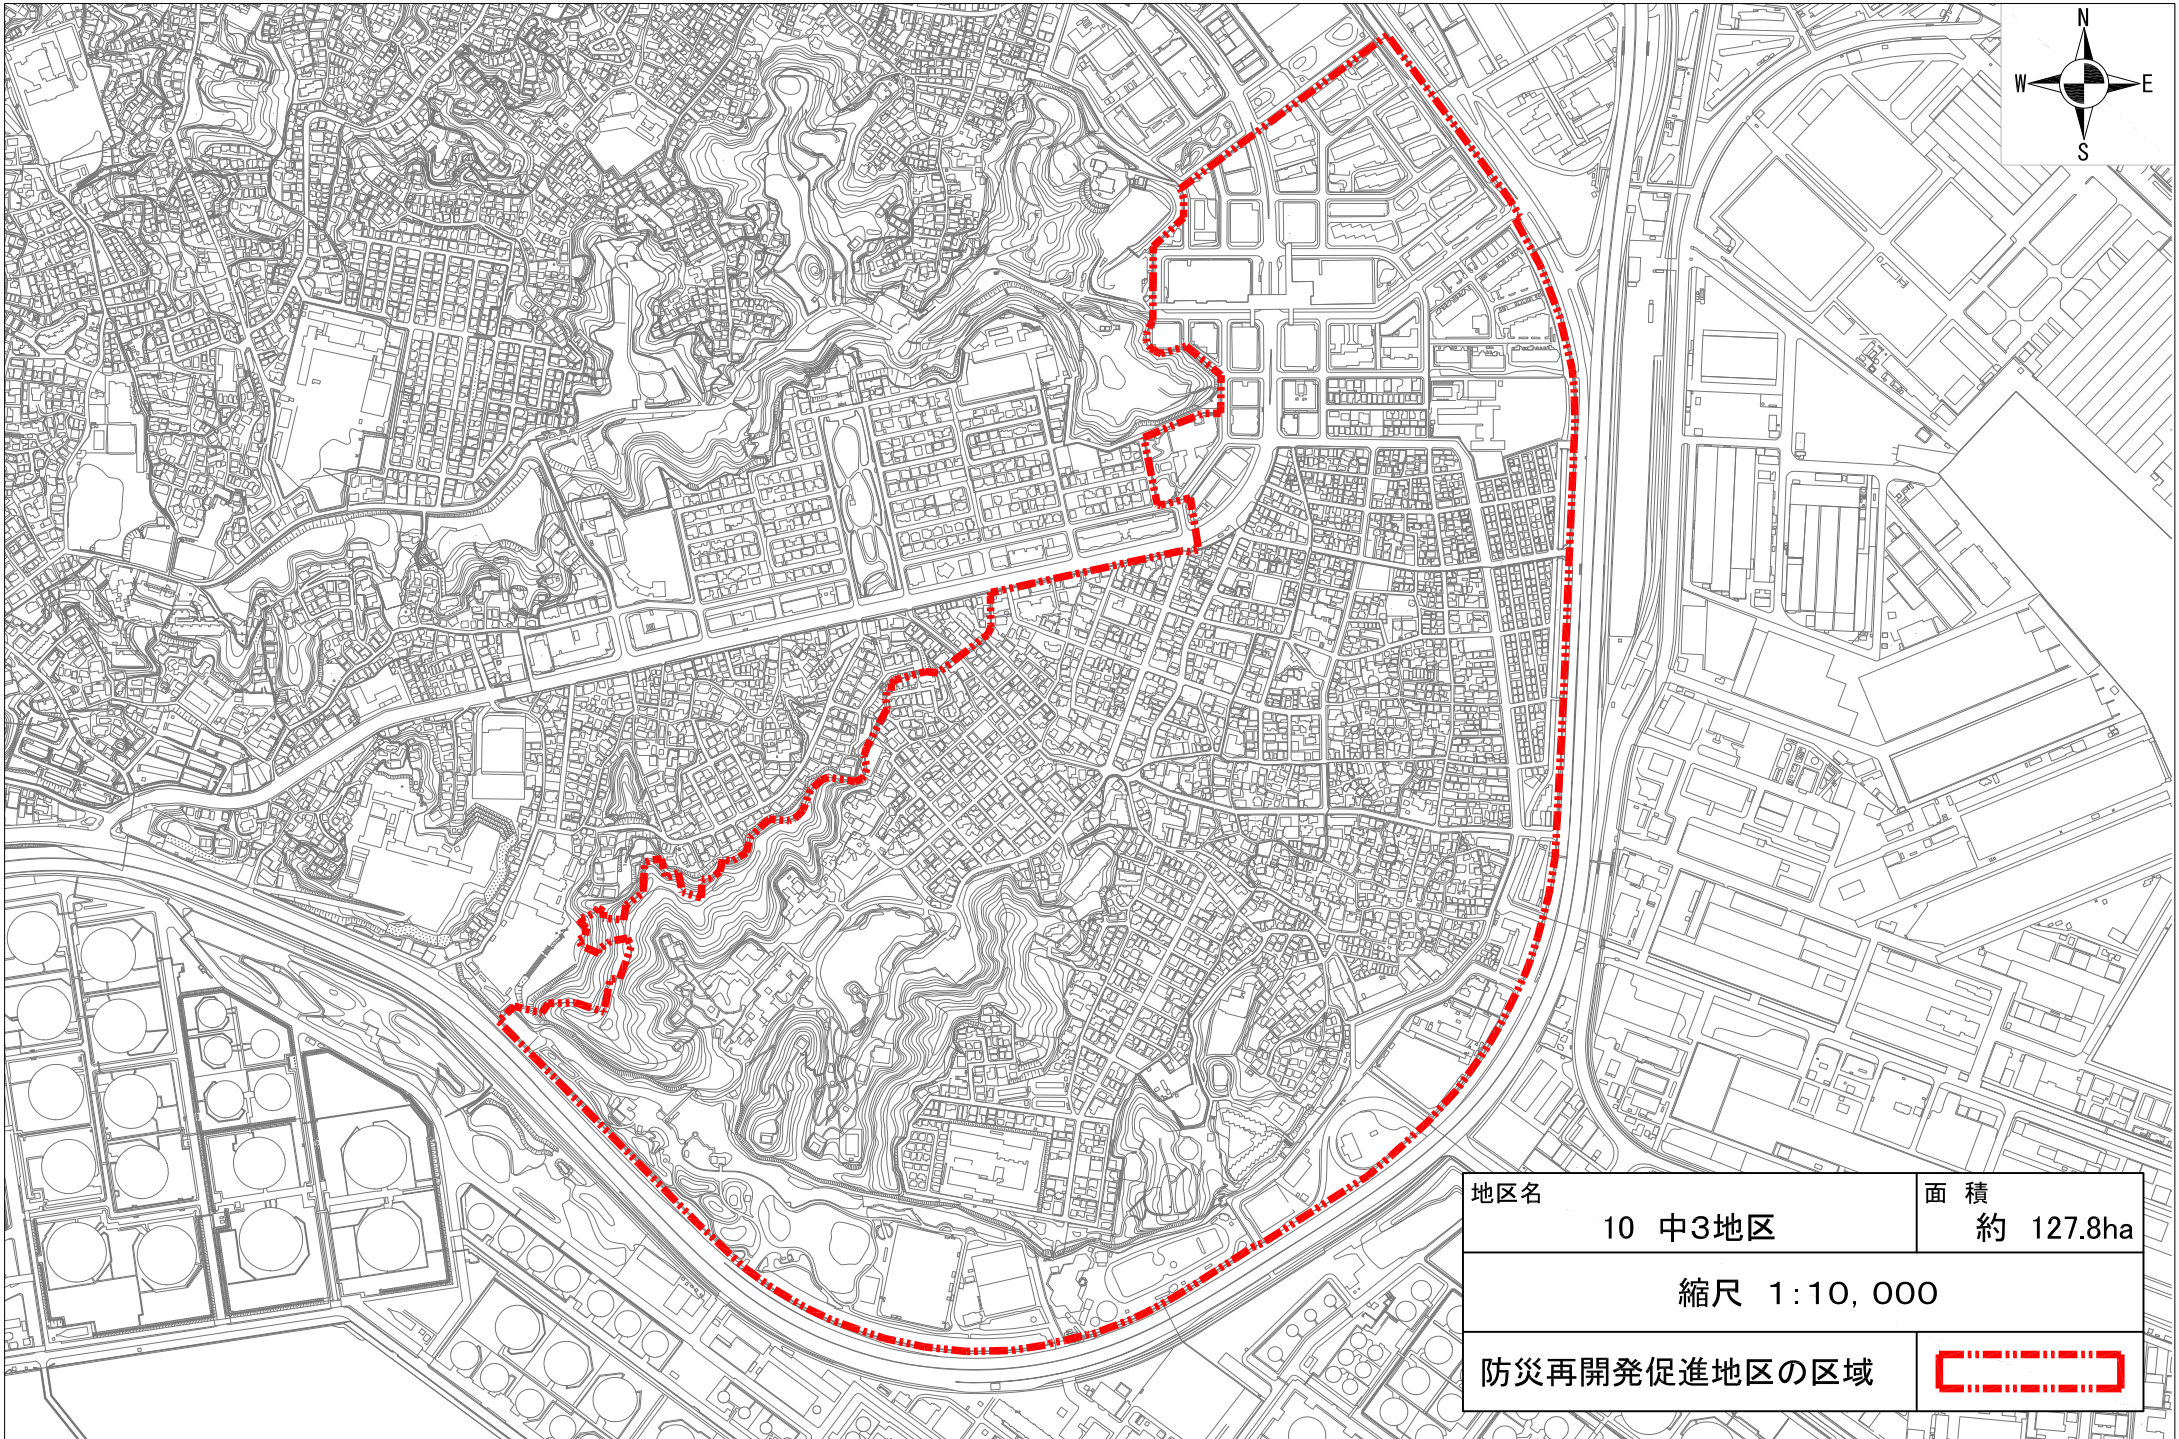 N
W E
S
地区名
10 中3地区
面 積
約 127.8ha
縮尺 1:10,000
防災再開発促進地区の区域